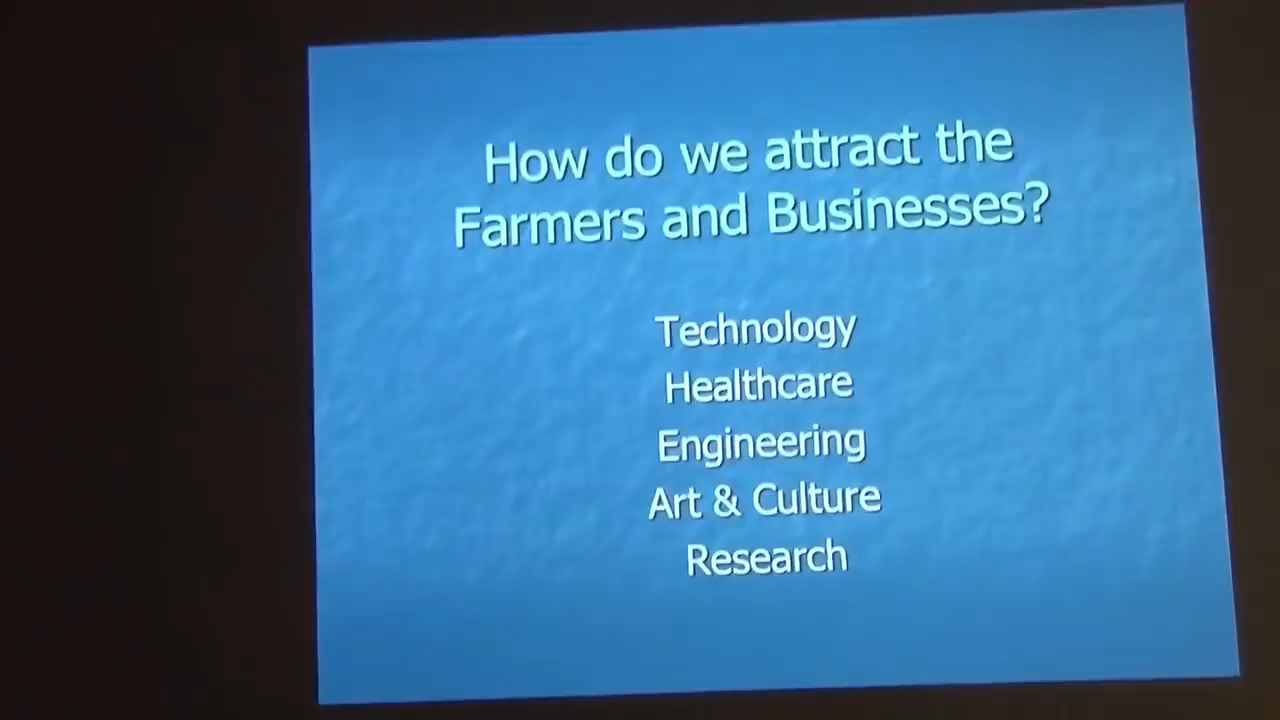 How do we attract the
Farmers and Businesses?
Technology
Healthcare
Engineering
Art & Culture
Research